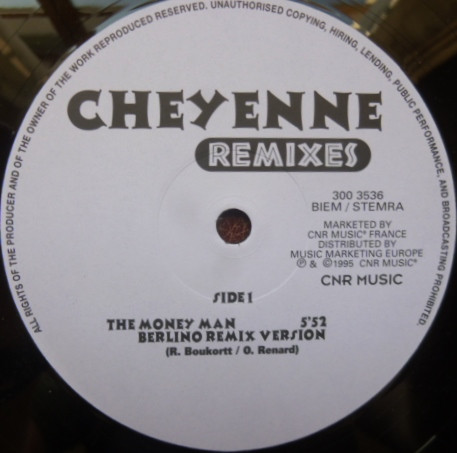 ALL RIGHTS OF THE PRODUCER AND OF THE OWNER OF THE WORK REPRODUCED RESERVED. UNAUTHORISED COPYING, HIRING, LENDING, PUBLIC PERFORMANCE, AND BROADCASTING PROHIBITED.
CHEYENNE
REMIXES
300 3536
BIEM / STEMRA
MARKETED BY
CNR MUSIC® FRANCE
DISTRIBUTED BY
MUSIC MARKETING EUROPE
℗ & ©1995 CNR MUSIC®
CNR MUSIC
SIDE 1
THE MONEY MAN 5'52
BERLINO REMIX VERSION
(R. Boukortt / O. Renard)